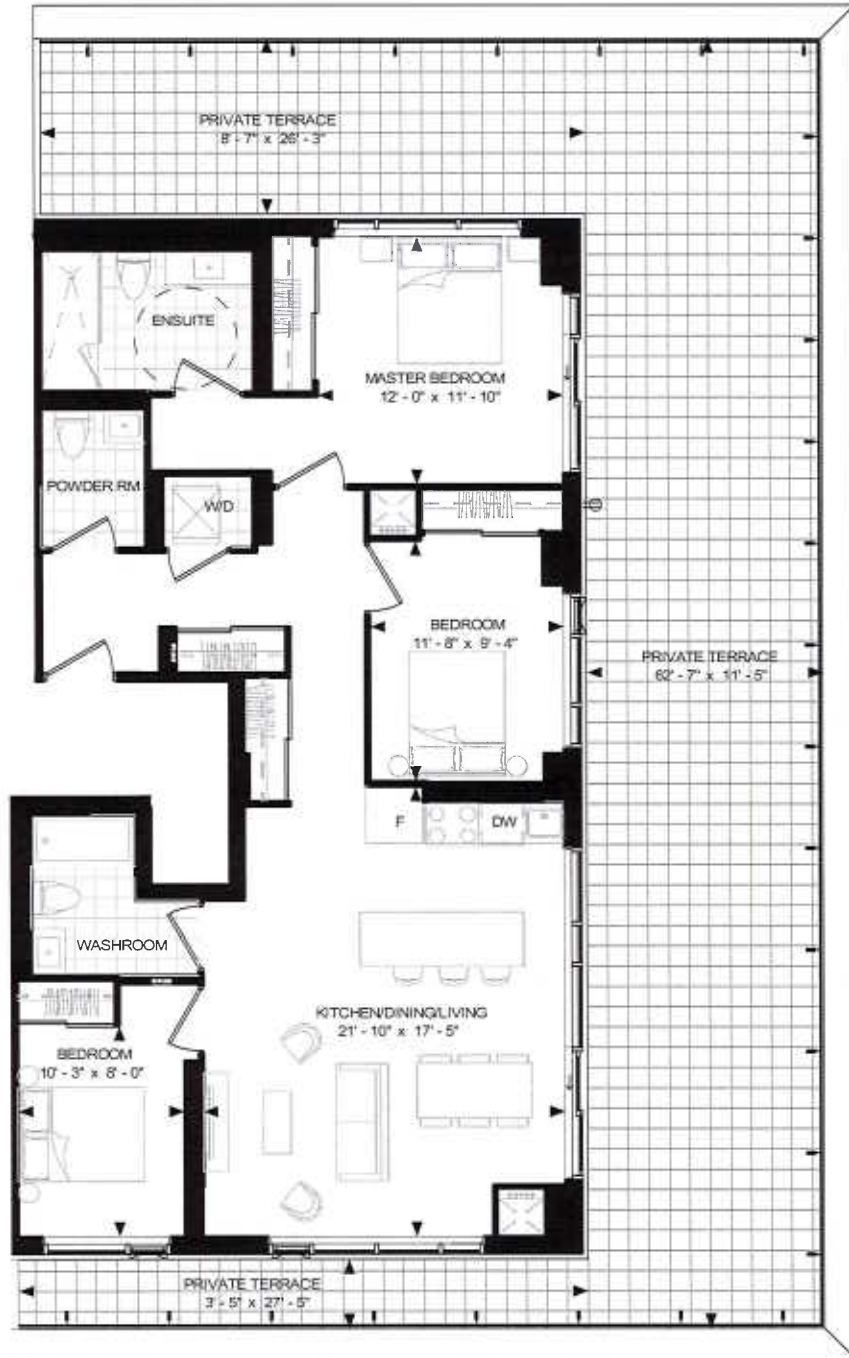 PRIVATE TERRACE
8' - 7" x 26' - 3"
ENSUITE
MASTER BEDROOM
12' - 0" x 11' - 10"
POWDER RM
W/D
BEDROOM
11' - 8" x 9' - 4"
PRIVATE TERRACE
62' - 7" x 11' - 5"
F
DW
WASHROOM
KITCHEN/DINING/LIVING
21' - 10" x 17' - 5"
BEDROOM
10' - 3" x 8' - 0"
PRIVATE TERRACE
3' - 5" x 27' - 5"